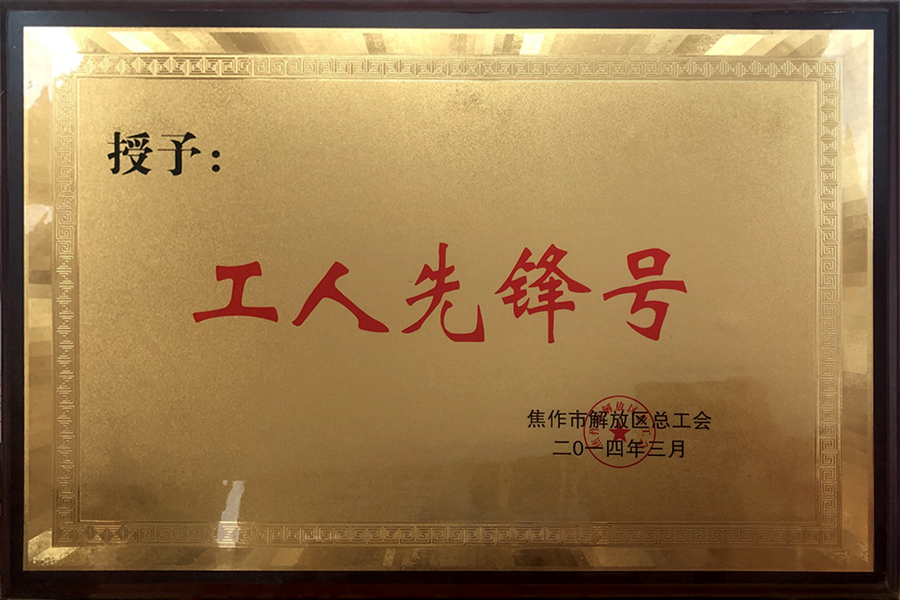 授予：
工人先锋号
焦作市解放区总工会
二0一四年三月